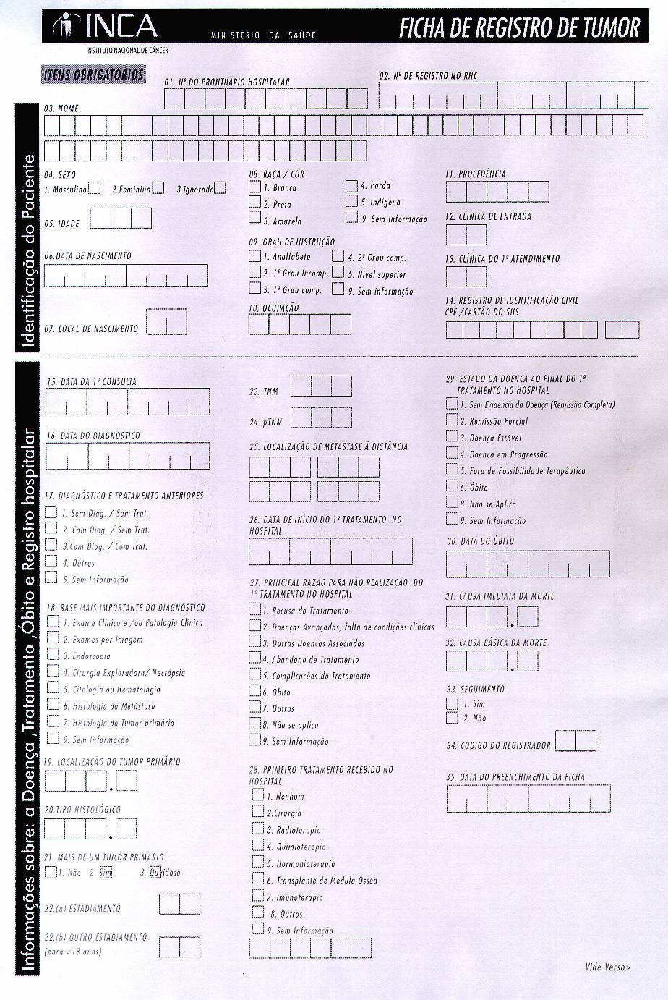 INCA
MINISTÉRIO DA SAÚDE
FICHA DE REGISTRO DE TUMOR
INSTITUTO NACIONAL DE CÂNCER
ITENS OBRIGATÓRIOS
01. Nº DO PRONTUÁRIO HOSPITALAR
02. Nº DE REGISTRO NO RHC
03. NOME
Identificação do Paciente
04. SEXO
1. Masculino 2.Feminino 3.ignorado
05. IDADE
06.DATA DE NASCIMENTO
07. LOCAL DE NASCIMENTO
08. RAÇA / COR
1. Branca
2. Preta
3. Amarela
4. Parda
5. Indigena
9. Sem Informação
09. GRAU DE INSTRUÇÃO
1. Analfabeto
2. 1º Grau incomp.
3. 1º Grau comp.
4. 2º Grau comp.
5. Nível superior
9. Sem informação
10. OCUPAÇÃO
11. PROCEDÊNCIA
12. CLÍNICA DE ENTRADA
13. CLÍNICA DO 1º ATENDIMENTO
14. REGISTRO DE IDENTIFICAÇÃO CIVIL
CPF /CARTÃO DO SUS
Informações sobre: a Doença ,Tratamento ,Óbito e Registro hospitalar
15. DATA DA 1º CONSULTA
16. DATA DO DIAGNÓSTICO
17. DIAGNÓSTICO E TRATAMENTO ANTERIORES
1. Sem Diag. / Sem Trat.
2. Com Diag. / Sem Trat.
3.Com Diag. / Com Trat.
4. Outros
5. Sem Informação
18. BASE MAIS IMPORTANTE DO DIAGNÓSTICO
1. Exame Clinico e /ou Patologia Clinica
2. Exames por Imagem
3. Endoscopia
4. Cirurgia Exploradora/ Necrópsia
5. Citologia ou Hematologia
6. Histologia da Metástase
7. Histologia do Tumor primário
9. Sem Informação
19. LOCALIZAÇÃO DO TUMOR PRIMÁRIO
20.TIPO HISTOLÓGICO
21. MAIS DE UM TUMOR PRIMÁRIO
1. Não 2. Sim 3. Duvidoso
22.(a) ESTADIAMENTO
22.(b) OUTRO ESTADIAMENTO
(para <18 anos)
23. TNM
24. pTNM
25. LOCALIZAÇÃO DE METÁSTASE À DISTÂNCIA
26. DATA DE INÍCIO DO 1º TRATAMENTO NO
HOSPITAL
27. PRINCIPAL RAZÃO PARA NÃO REALIZAÇÃO DO
1º TRATAMENTO NO HOSPITAL
1. Recusa do Tratamento
2. Doenças Avançadas, falta de condições clínicas
3. Outras Doenças Associadas
4. Abandono de Tratamento
5. Complicações do Tratamento
6. Óbito
7. Outras
8. Não se aplica
9. Sem Informação
28. PRIMEIRO TRATAMENTO RECEBIDO NO
HOSPITAL
1. Nenhum
2.Cirurgia
3. Radioterapia
4. Quimioterapia
5. Hormonioterapia
6. Transplante de Medula Óssea
7. Imunoterapia
8. Outros
9. Sem Informação
29. ESTADO DA DOENÇA AO FINAL DO 1º
TRATAMENTO NO HOSPITAL
1. Sem Evidência da Doença (Remissão Completa)
2. Remissão Parcial
3. Doença Estável
4. Doença em Progressão
5. Fora de Possibilidade Terapêutica
6. Óbito
8. Não se Aplica
9. Sem Informação
30. DATA DO ÓBITO
31. CAUSA IMEDIATA DA MORTE
32. CAUSA BÁSICA DA MORTE
33. SEGUIMENTO
1. Sim
2. Não
34. CÓDIGO DO REGISTRADOR
35. DATA DO PREENCHIMENTO DA FICHA
Vide Verso>